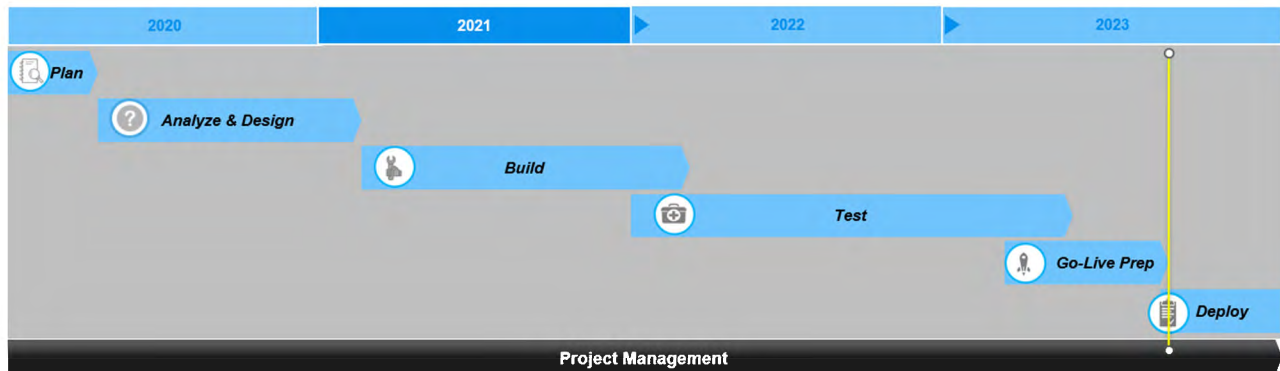 2020 2021 2022 2023
Plan
Analyze & Design
Build
Test
Go-Live Prep
Deploy
Project Management